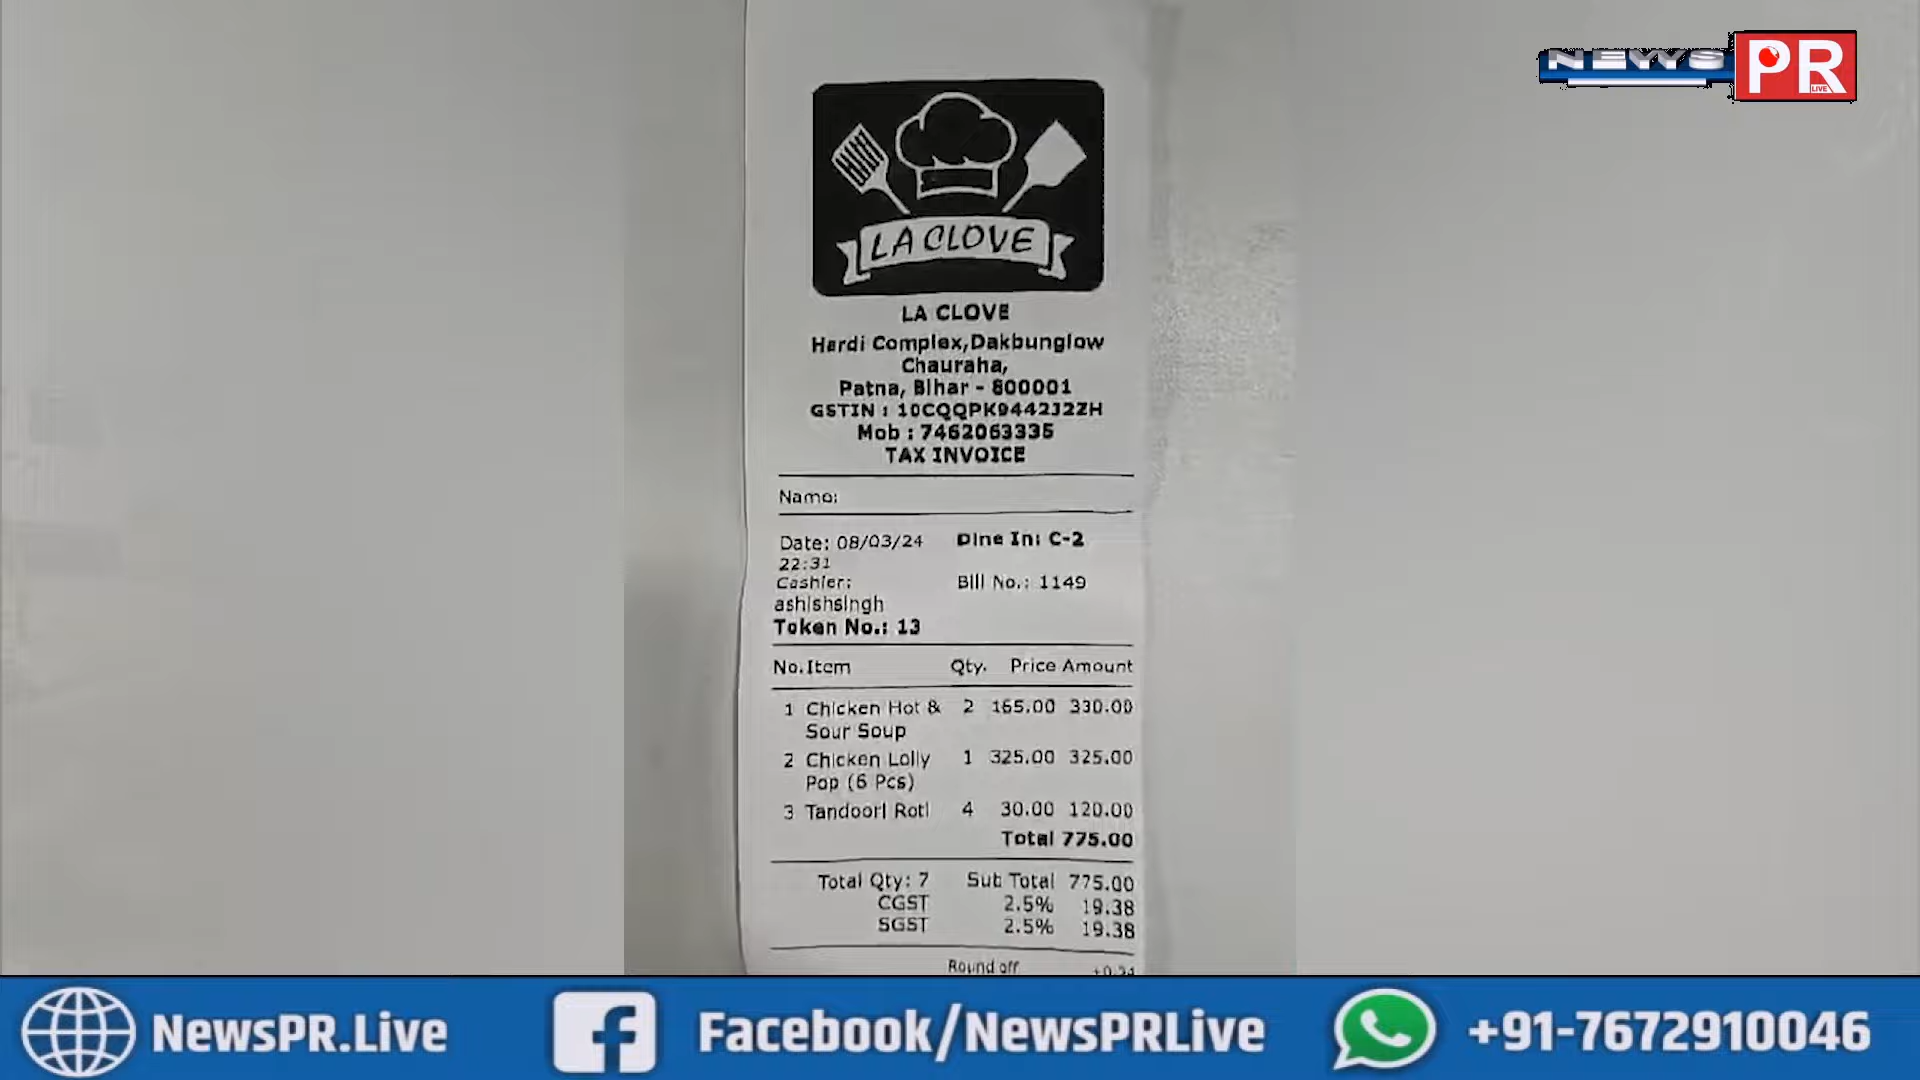 NEWS PR
LIVE
LA CLOVE
LA CLOVE
Hardi Complex,Dakbunglow
Chauraha,
Patna, Bihar - 800001
GSTIN : 10CQQPK9442J2ZH
Mob : 7462063335
TAX INVOICE
Name:
Date: 08/03/24 Dine In: C-2
22:31
Cashier: Bill No.: 1149
ashishsingh
Token No.: 13
No.Item Qty. Price Amount
1 Chicken Hot & 2 165.00 330.00
Sour Soup
2 Chicken Lolly 1 325.00 325.00
Pop (6 Pcs)
3 Tandoori Roti 4 30.00 120.00
Total 775.00
Total Qty: 7 Sub Total 775.00
CGST 2.5% 19.38
SGST 2.5% 19.38
Round off
NewsPR.Live Facebook/NewsPRLive +91-7672910046